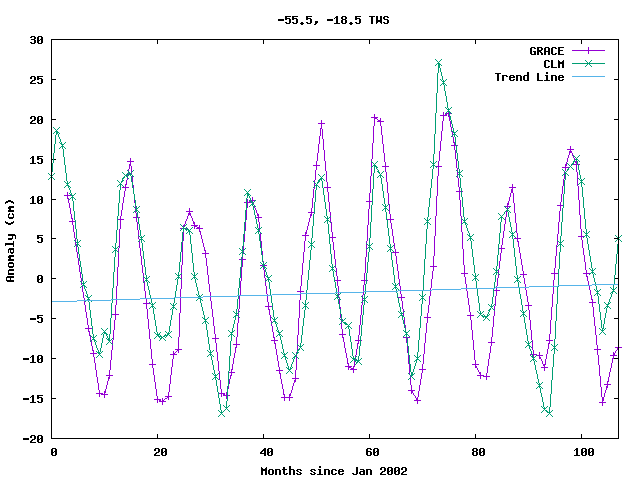 -55.5, -18.5 TWS
GRACE
CLM
Trend Line
30
25
20
15
10
5
0
-5
-10
-15
-20
Anomaly (cm)
0 20 40 60 80 100
Months since Jan 2002